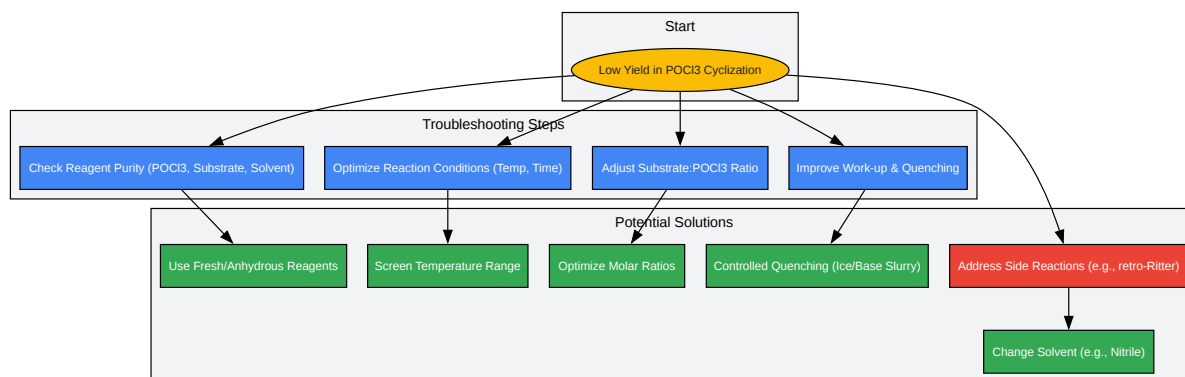 Start
Low Yield in POCl3 Cyclization
Troubleshooting Steps
Check Reagent Purity (POCl3, Substrate, Solvent)
Optimize Reaction Conditions (Temp, Time)
Adjust Substrate:POCl3 Ratio
Improve Work-up & Quenching
Potential Solutions
Use Fresh/Anhydrous Reagents
Screen Temperature Range
Optimize Molar Ratios
Controlled Quenching (Ice/Base Slurry)
Address Side Reactions (e.g., retro-Ritter)
Change Solvent (e.g., Nitrile)